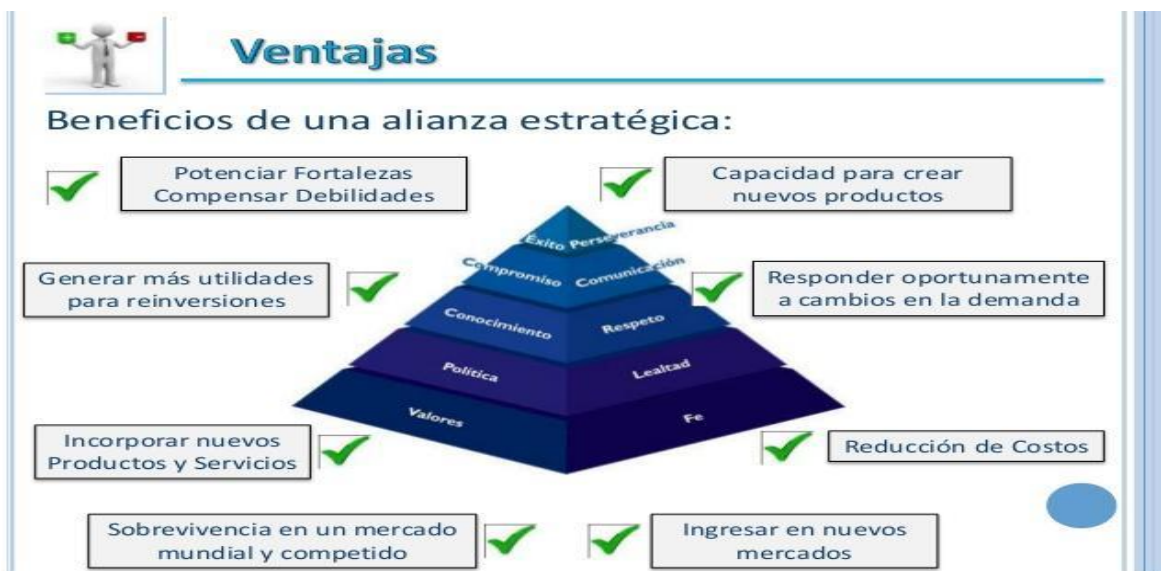 Ventajas
Beneficios de una alianza estratégica:
Potenciar Fortalezas
Compensar Debilidades
Capacidad para crear
nuevos productos
Éxito Perseverancia
Compromiso Comunicación
Generar más utilidades
para reinversiones
Responder oportunamente
a cambios en la demanda
Conocimiento Respeto
Política Lealtad
Valores Fe
Incorporar nuevos
Productos y Servicios
Reducción de Costos
Sobrevivencia en un mercado
mundial y competido
Ingresar en nuevos
mercados